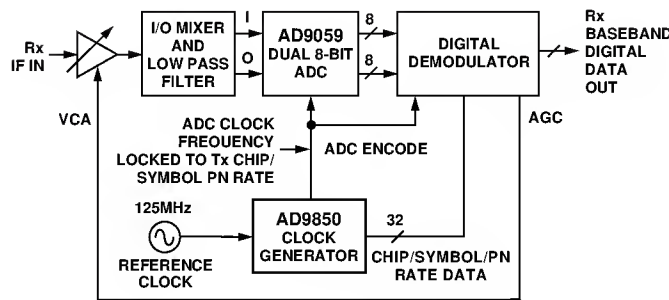 Rx
IF IN
VCA
I/O MIXER
AND
LOW PASS
FILTER
I
O
AD9059
DUAL 8-BIT
ADC
8
8
DIGITAL
DEMODULATOR
Rx
BASEBAND
DIGITAL
DATA
OUT
AGC
ADC CLOCK
FREQUENCY
LOCKED TO Tx CHIP/
SYMBOL PN RATE
ADC ENCODE
125MHz
REFERENCE
CLOCK
AD9850
CLOCK
GENERATOR
32
CHIP/SYMBOL/PN
RATE DATA